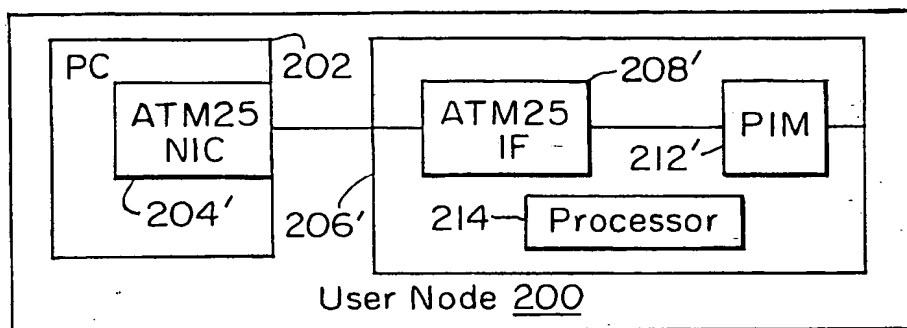 PC
202
ATM25
NIC
204'
206'
208'
ATM25
IF
PIM
212'
214
Processor
User Node 200